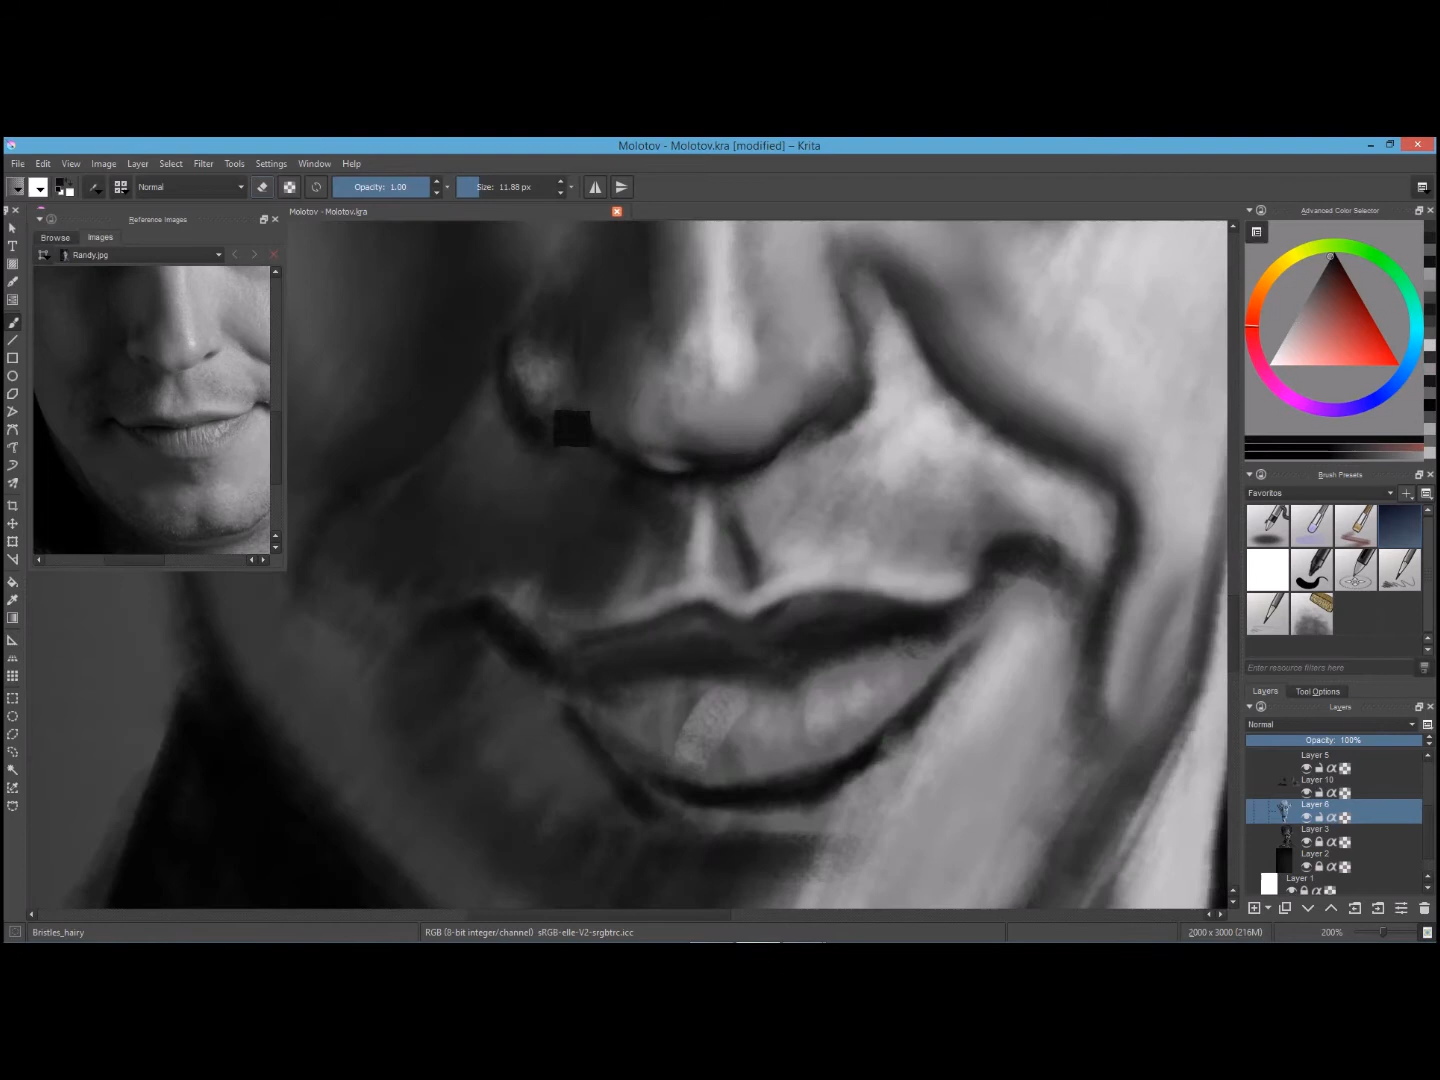 Molotov - Molotov.kra [modified] – Krita
File Edit View Image Layer Select Filter Tools Settings Window Help
Normal Opacity: 1.00 Size: 11.88 px
Reference Images
Molotov - Molotov.kra
Browse Images
Randy.jpg
Advanced Color Selector
Brush Presets
Favoritos
Enter resource filters here
Layers Tool Options
Layers
Normal
Opacity: 100%
Layer 5
Layer 10
Layer 6
Layer 3
Layer 2
Layer 1
Bristles_hairy
RGB (8-bit integer/channel) sRGB-elle-V2-srgbtrc.icc
2000 x 3000 (216M)
200%